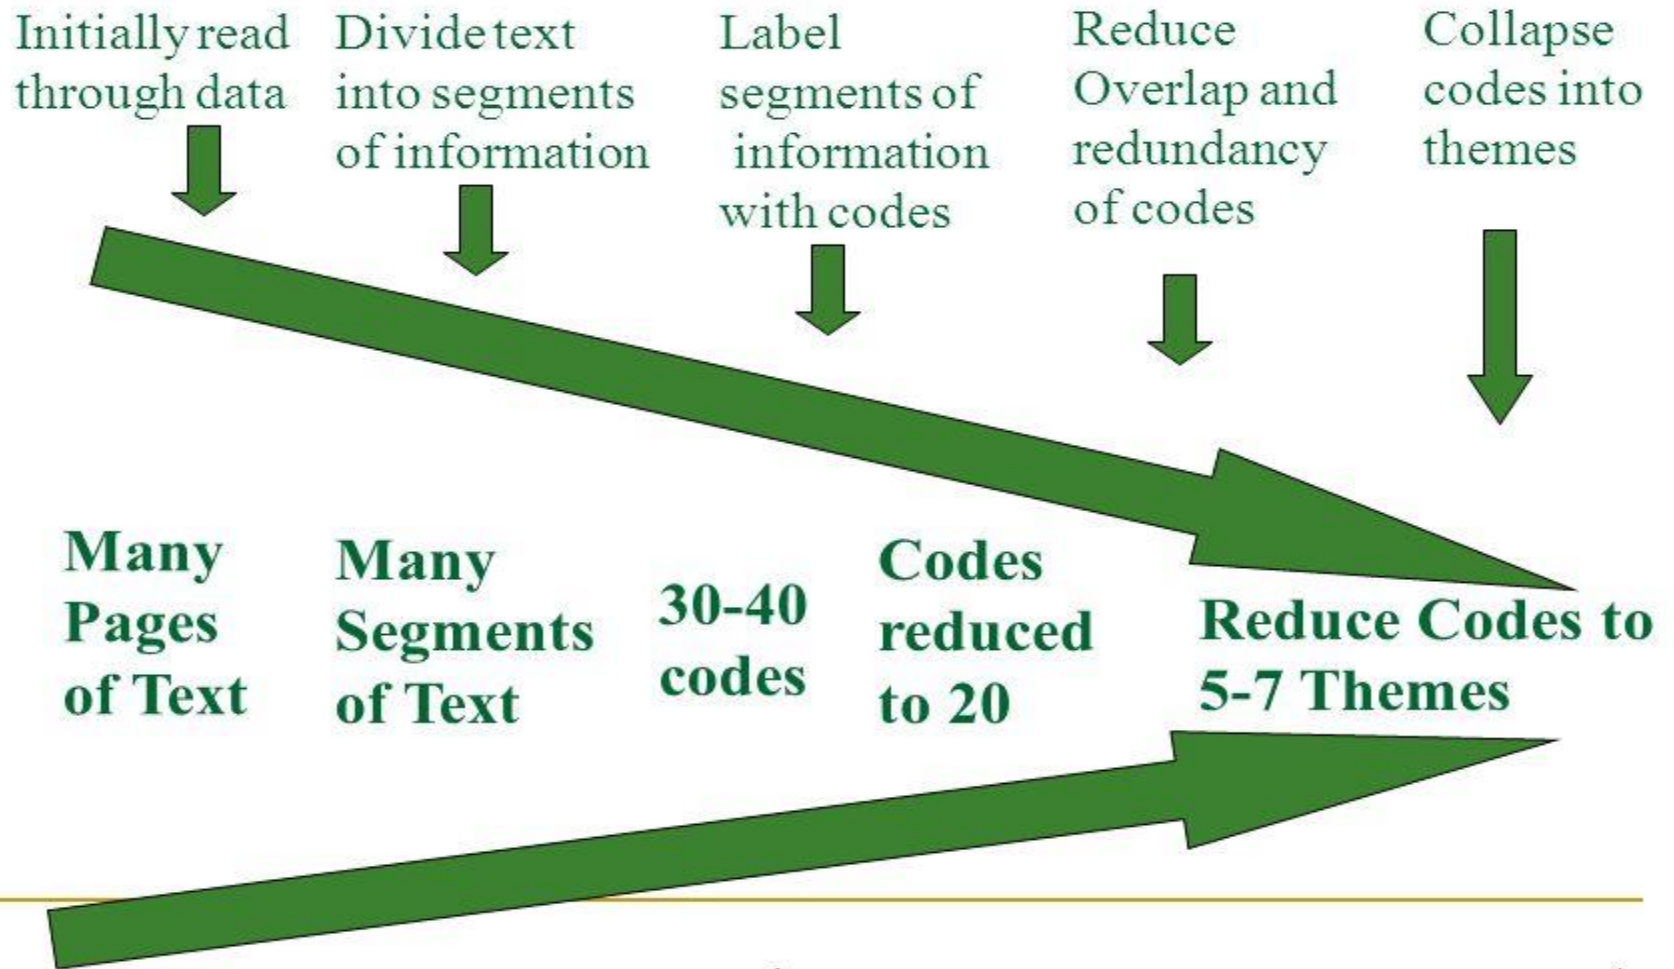 Initially read
through data
Divide text
into segments
of information
Label
segments of
information
with codes
Reduce
Overlap and
redundancy
of codes
Collapse
codes into
themes
Many
Pages
of Text
Many
Segments
of Text
30-40
codes
Codes
reduced
to 20
Reduce Codes to
5-7 Themes